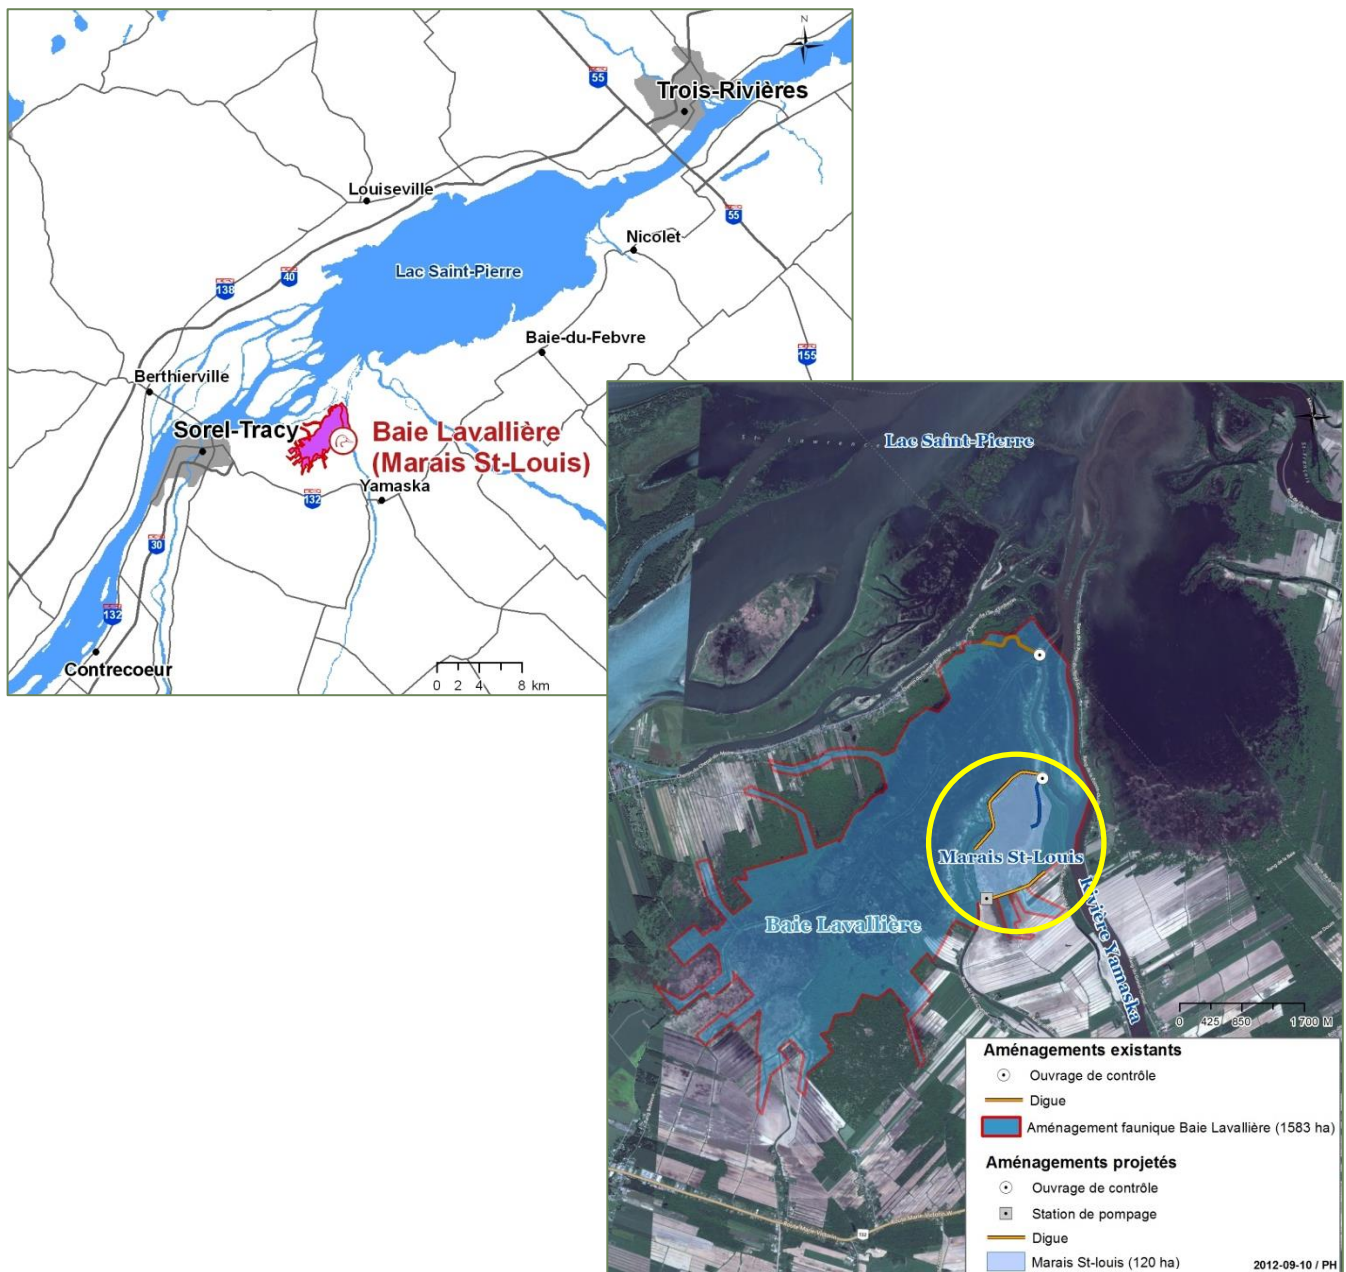 N
55
Trois-Rivières
Louiseville
55
Nicolet
Lac Saint-Pierre
40
138
Baie-du-Febvre
155
Berthierville
Sorel-Tracy
Baie Lavallière
(Marais St-Louis)
Yamaska
132
30
132
Contrecoeur
0 2 4 8 km
Lac Saint-Pierre
Marais St-Louis
Baie Lavallière
Rivière Yamaska
0 425 850 1 700 M
Aménagements existants
Ouvrage de contrôle
Digue
Aménagement faunique Baie Lavallière (1583 ha)
Aménagements projetés
Ouvrage de contrôle
Station de pompage
Digue
Marais St-louis (120 ha)
2012-09-10 / PH